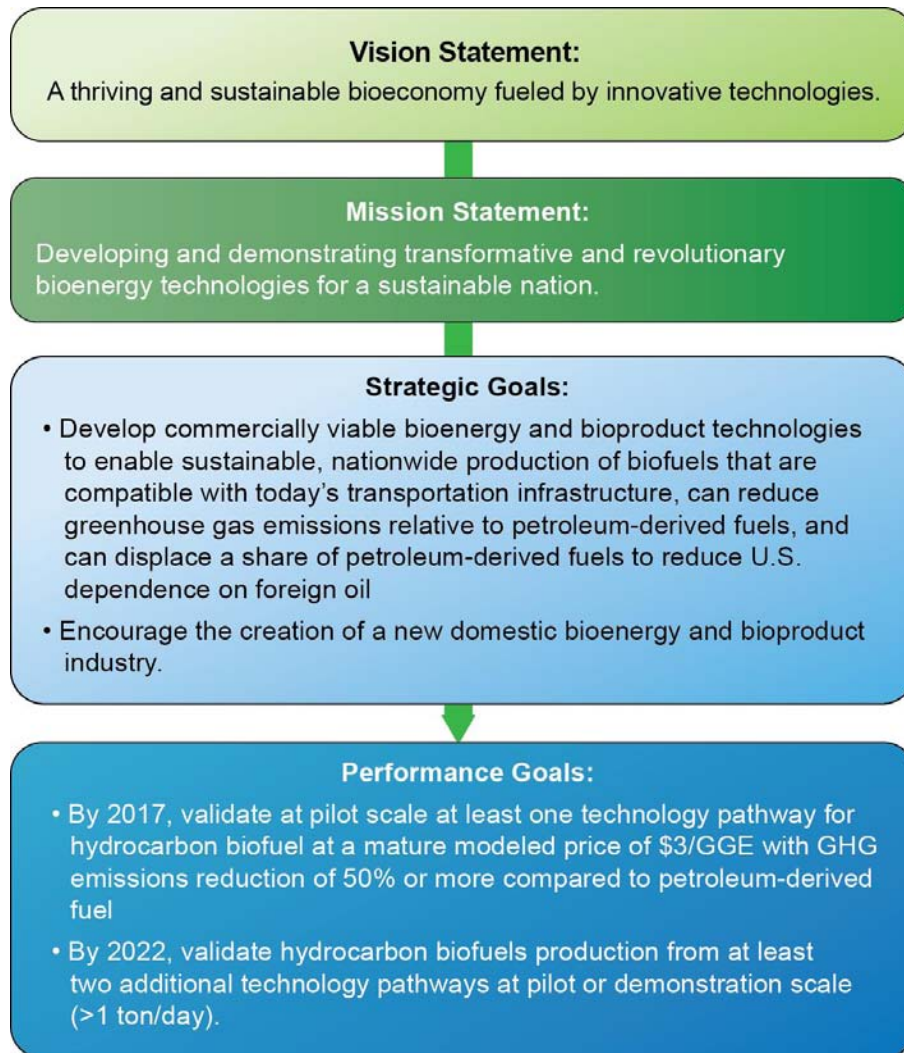 Vision Statement:
A thriving and sustainable bioeconomy fueled by innovative technologies.
Mission Statement:
Developing and demonstrating transformative and revolutionary
bioenergy technologies for a sustainable nation.
Strategic Goals:
• Develop commercially viable bioenergy and bioproduct technologies
to enable sustainable, nationwide production of biofuels that are
compatible with today's transportation infrastructure, can reduce
greenhouse gas emissions relative to petroleum-derived fuels, and
can displace a share of petroleum-derived fuels to reduce U.S.
dependence on foreign oil
• Encourage the creation of a new domestic bioenergy and bioproduct
industry.
Performance Goals:
• By 2017, validate at pilot scale at least one technology pathway for
hydrocarbon biofuel at a mature modeled price of $3/GGE with GHG
emissions reduction of 50% or more compared to petroleum-derived
fuel
• By 2022, validate hydrocarbon biofuels production from at least
two additional technology pathways at pilot or demonstration scale
(>1 ton/day).